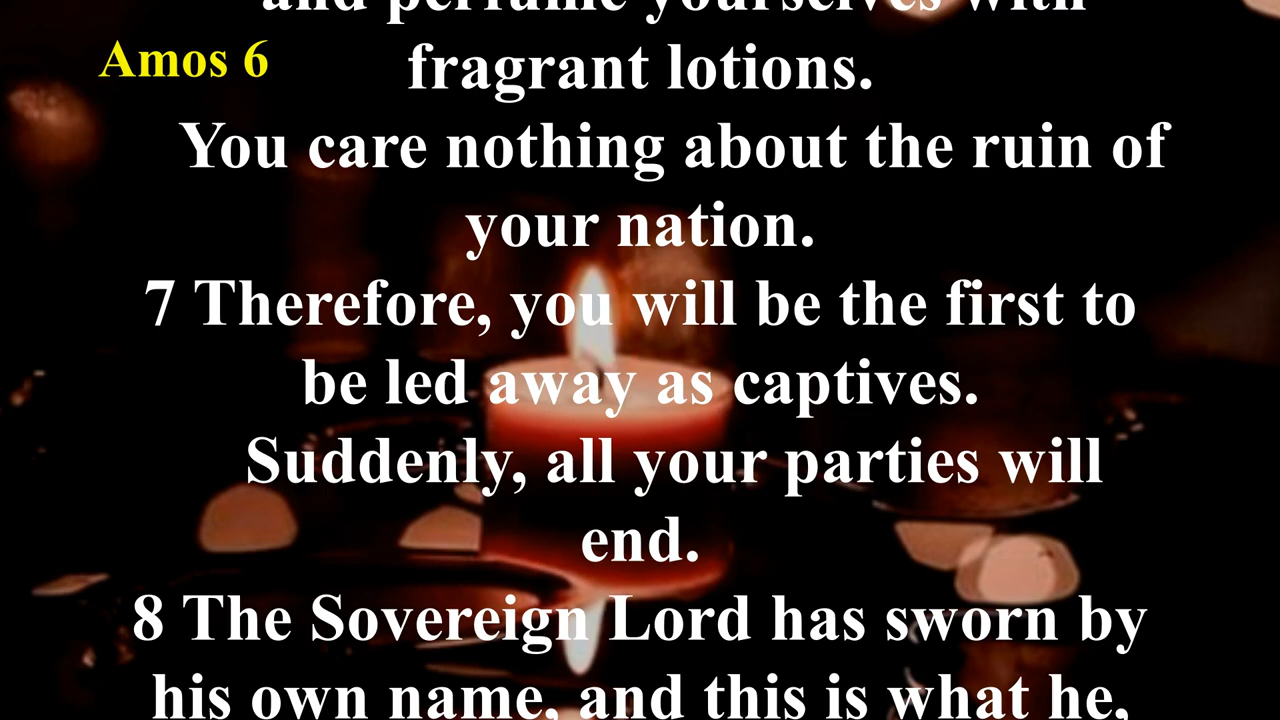 and perfume yourselves with
Amos 6
fragrant lotions.
You care nothing about the ruin of
your nation.
7 Therefore, you will be the first to
be led away as captives.
Suddenly, all your parties will
end.
8 The Sovereign Lord has sworn by
his own name, and this is what he,